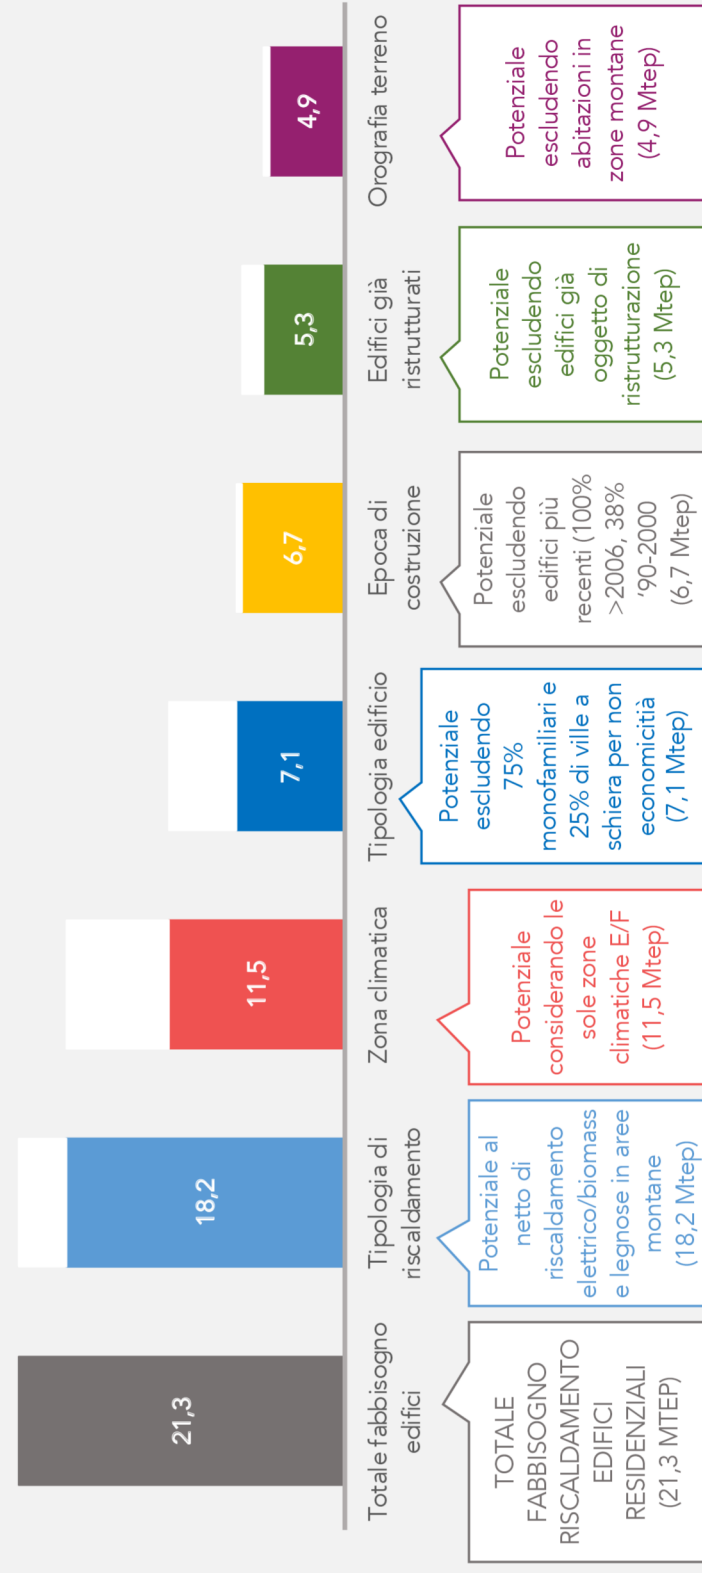 21,3
18,2
11,5
7,1
6,7
5,3
4,9
Totale fabbisogno
edifici
Tipologia di
riscaldamento
Zona climatica
Tipologia edificio
Epoca di
costruzione
Edifici già
ristrutturati
Orografia terreno
TOTALE
FABBISOGNO
RISCALDAMENTO
EDIFICI
RESIDENZIALI
(21,3 MTEP)
Potenziale al
netto di
riscaldamento
elettrico/biomass
e legnose in aree
montane
(18,2 Mtep)
Potenziale
considerando le
sole zone
climatiche E/F
(11,5 Mtep)
Potenziale
escludendo
75%
monofamiliari e
25% di ville a
schiera per non
economicitià
(7,1 Mtep)
Potenziale
escludendo
edifici più
recenti (100%
>2006, 38%
'90-2000
(6,7 Mtep)
Potenziale
escludendo
edifici già
oggetto di
ristrutturazione
(5,3 Mtep)
Potenziale
escludendo
abitazioni in
zone montane
(4,9 Mtep)